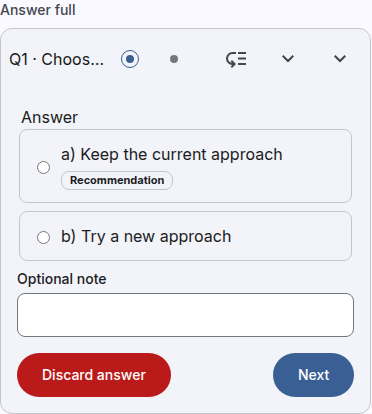 Answer full
Q1 · Choos...
Answer
a) Keep the current approach
Recommendation
b) Try a new approach
Optional note
Discard answer
Next